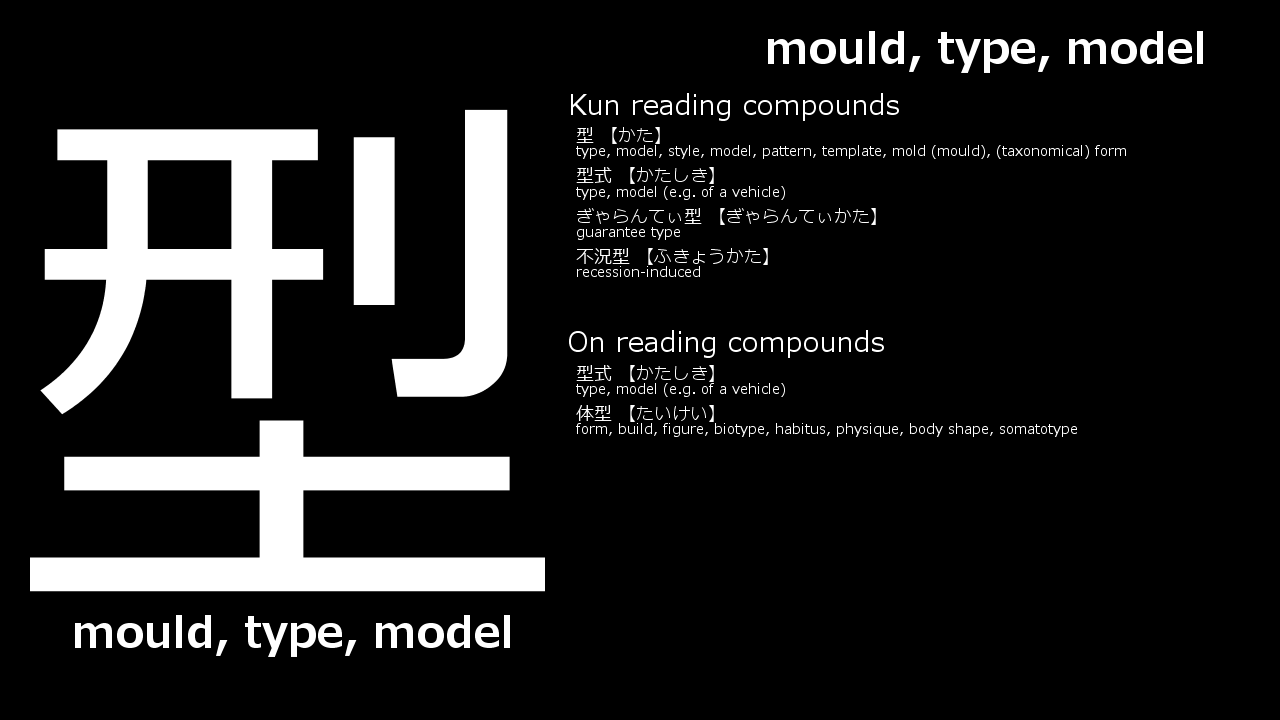 mould, type, model
型
mould, type, model
Kun reading compounds
型 【かた】
type, model, style, model, pattern, template, mold (mould), (taxonomical) form
型式 【かたしき】
type, model (e.g. of a vehicle)
ぎゃらんてぃ型 【ぎゃらんてぃかた】
guarantee type
不況型 【ふきょうかた】
recession-induced
On reading compounds
型式 【かたしき】
type, model (e.g. of a vehicle)
体型 【たいけい】
form, build, figure, biotype, habitus, physique, body shape, somatotype